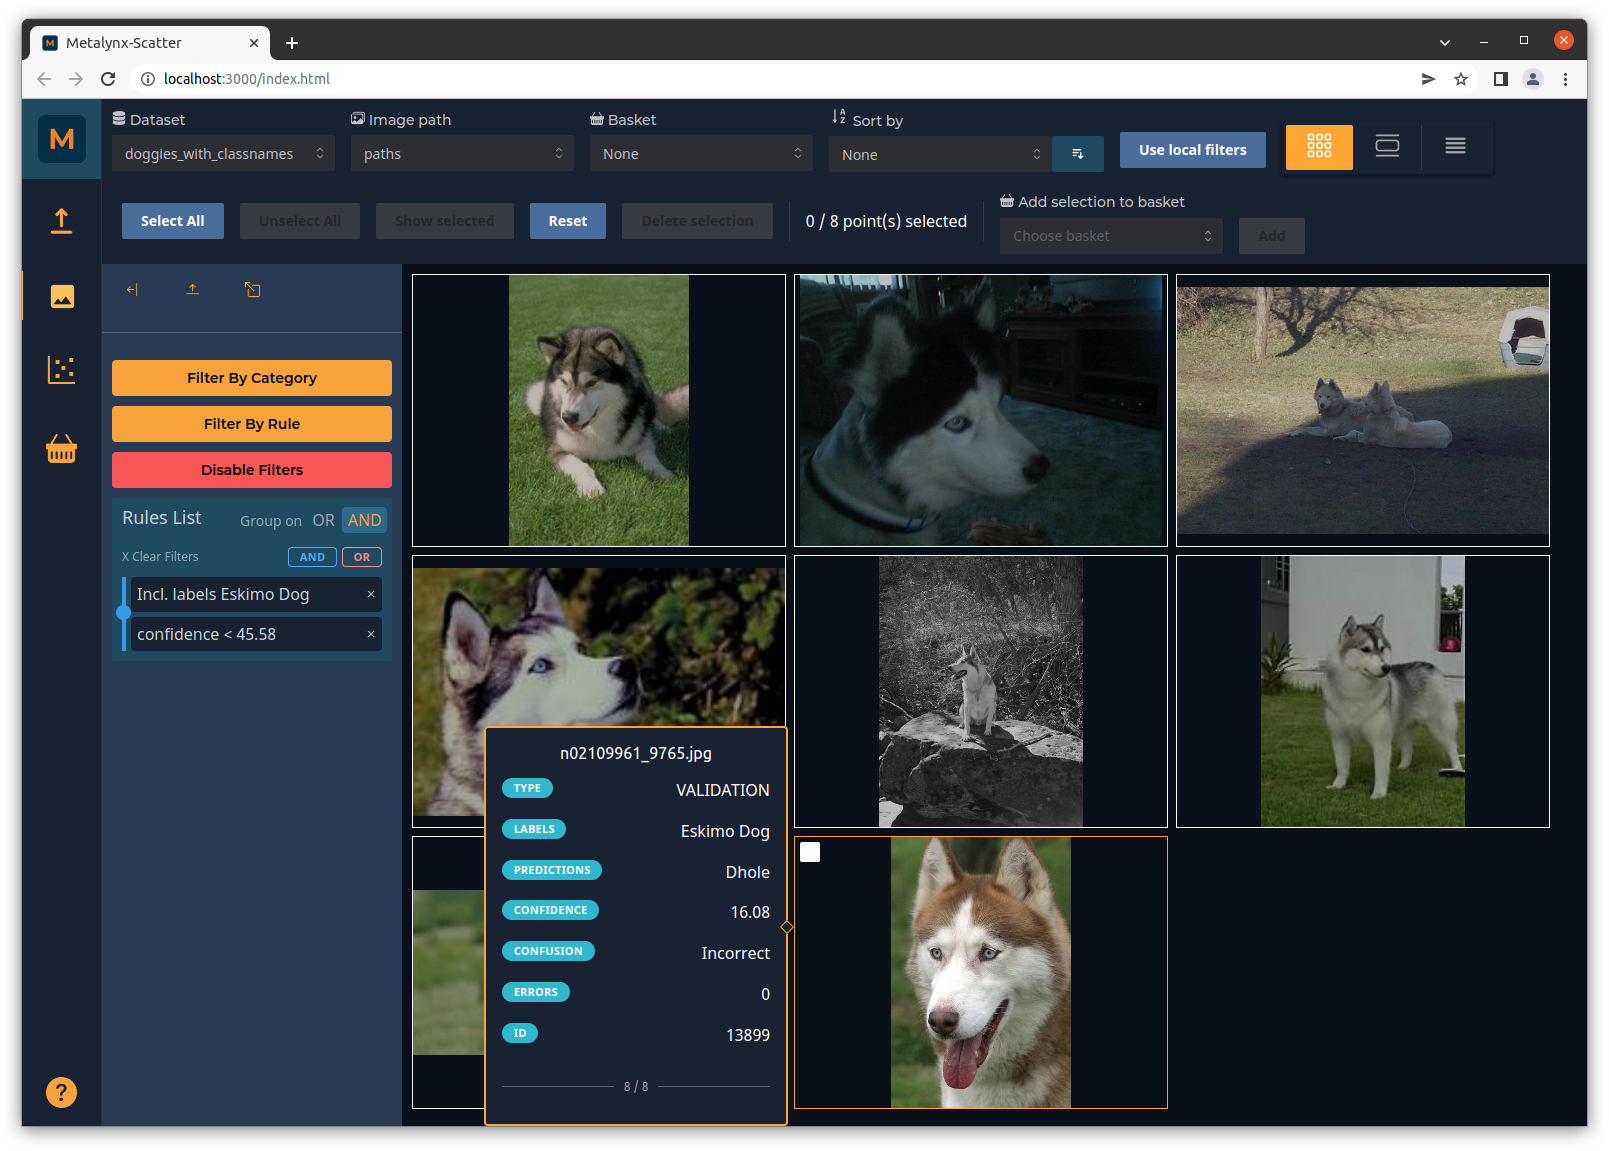 M Metalynx-Scatter
localhost:3000/index.html
M
Dataset
Image path
Basket
A Z Sort by
doggies_with_classnames
paths
None
None
Use local filters
Select All
Unselect All
Show selected
Reset
Delete selection
0 / 8 point(s) selected
Add selection to basket
Choose basket
Add
Filter By Category
Filter By Rule
Disable Filters
Rules List Group on OR AND
X Clear Filters AND OR
Incl. labels Eskimo Dog ×
confidence < 45.58 ×
n02109961_9765.jpg
TYPE VALIDATION
LABELS Eskimo Dog
PREDICTIONS Dhole
CONFIDENCE 16.08
CONFUSION Incorrect
ERRORS 0
ID 13899
8 / 8
?